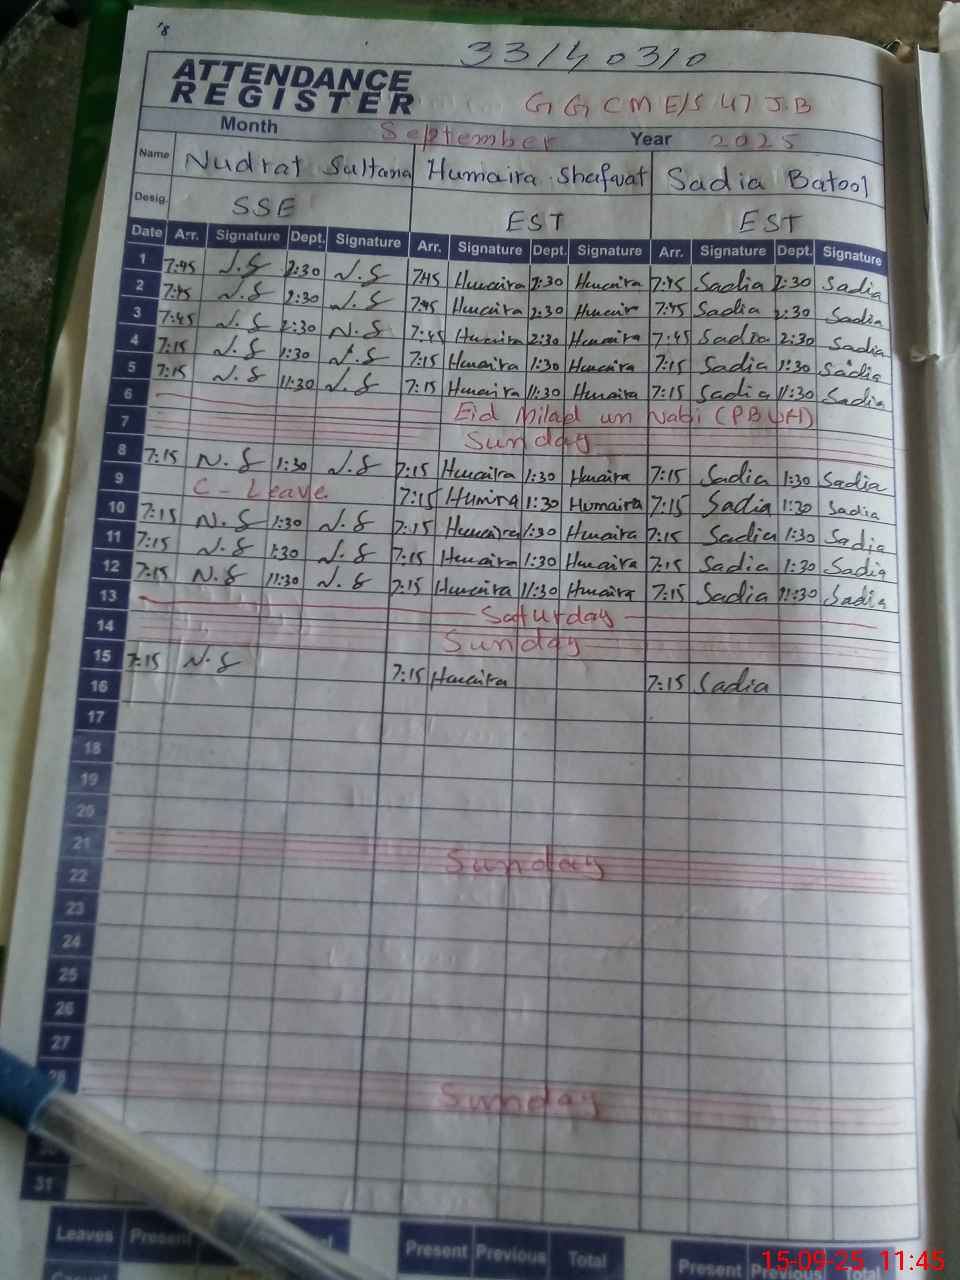 33/40310
ATTENDANCE
REGISTER
G G C M E/S 47 J.B
Month September Year 2025
Name Nudrat Sultana Humaira Shafqat Sadia Batool
Desig. SSE EST EST
Date Arr. Signature Dept. Signature Arr. Signature Dept. Signature Arr. Signature Dept. Signature
1 7:45 N.S 2:30 N.S 7:45 Humaira 2:30 Humaira 7:45 Sadia 2:30 Sadia
2 7:45 N.S 2:30 N.S 7:45 Humaira 2:30 Humair 7:45 Sadia 2:30 Sadia
3 7:45 N.S 2:30 N.S 7:45 Humaira 2:30 Humaira 7:45 Sadia 2:30 Sadia
4 7:15 N.S 1:30 N.S 7:15 Humaira 1:30 Humaira 7:15 Sadia 1:30 Sadia
5 7:15 N.S 11:30 N.S 7:15 Humaira 11:30 Humaira 7:15 Sadia 11:30 Sadia
6 Eid Milad un Nabi (PBUH)
7 Sunday
8 7:15 N.S 1:30 N.S 7:15 Humaira 1:30 Humaira 7:15 Sadia 1:30 Sadia
9 C - Leave 7:15 Humira 1:30 Humaira 7:15 Sadia 1:30 Sadia
10 7:15 N.S 1:30 N.S 7:15 Humaira 1:30 Humaira 7:15 Sadia 1:30 Sadia
11 7:15 N.S 1:30 N.S 7:15 Humaira 1:30 Humaira 7:15 Sadia 1:30 Sadia
12 7:15 N.S 11:30 N.S 7:15 Humaira 11:30 Humaira 7:15 Sadia 11:30 Sadia
13 Saturday
14 Sunday
15 7:15 N.S 7:15 Humaira 7:15 Sadia
16
17
18
19
20
21 Sunday
22
23
24
25
26
27
28 Sunday
30
31
Leaves Present Present Previous Total Present Previous Total
15-09-25 11:45